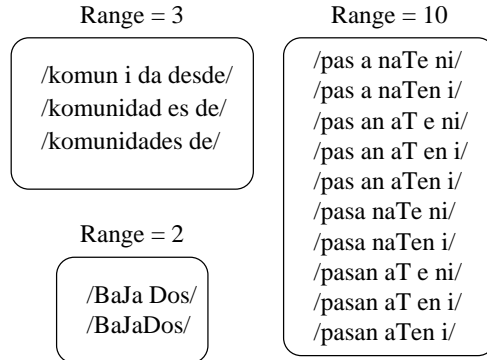 Range = 3
/komun i da desde/
/komunidad es de/
/komunidades de/
Range = 2
/BaJa Dos/
/BaJaDos/
Range = 10
/pas a naTe ni/
/pas a naTen i/
/pas an aT e ni/
/pas an aT en i/
/pas an aTen i/
/pasa naTe ni/
/pasa naTen i/
/pasan aT e ni/
/pasan aT en i/
/pasan aTen i/